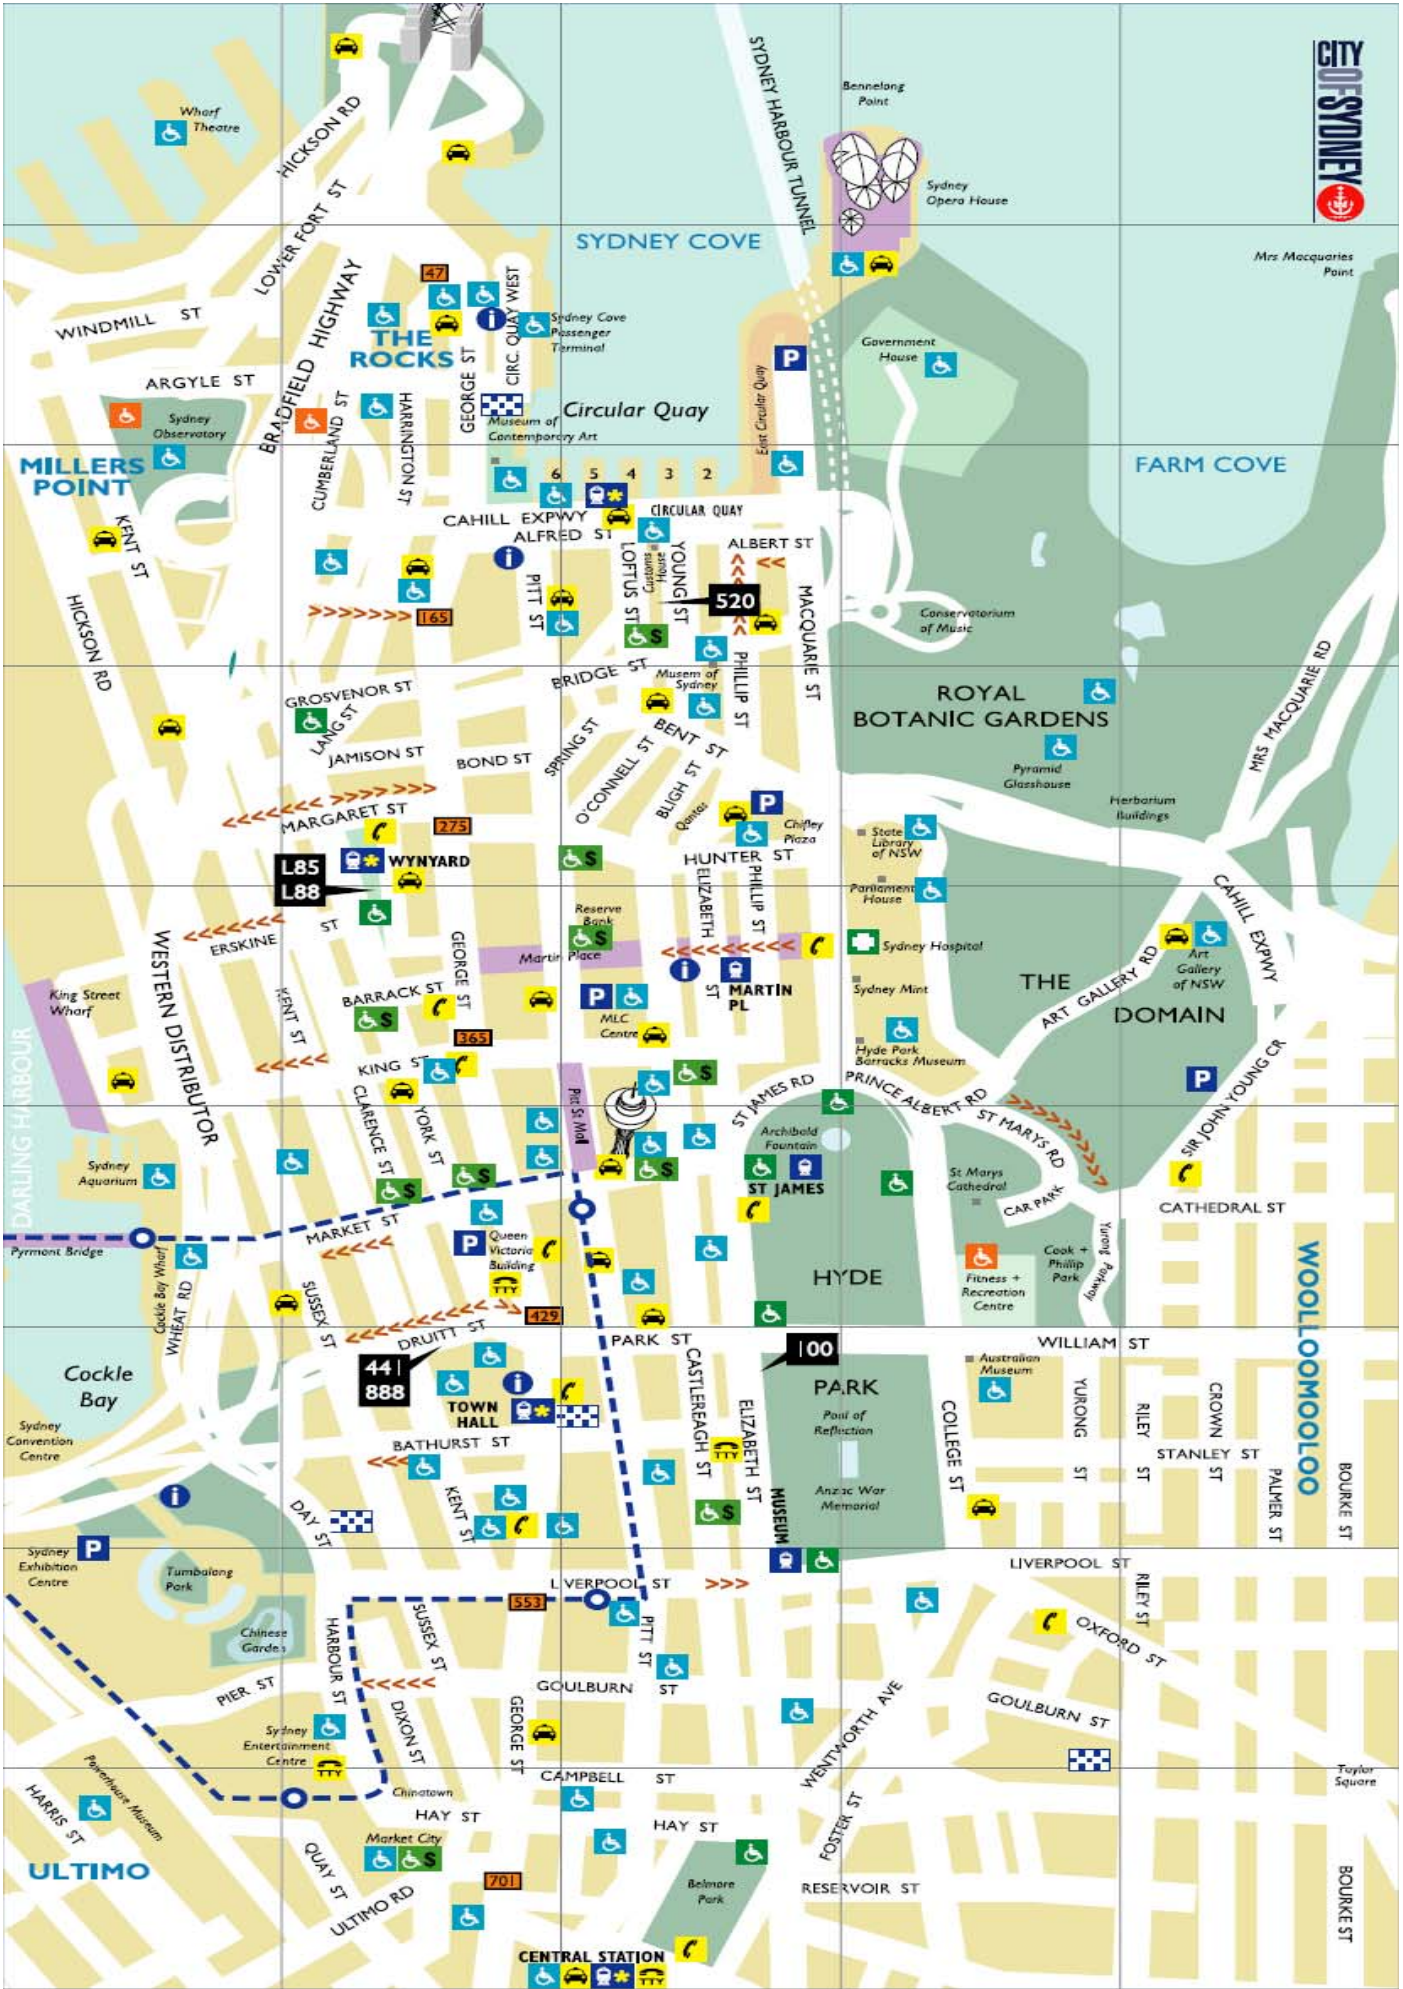 CITY OF SYDNEY
SYDNEY HARBOUR TUNNEL
Bennelong
Point
Wharf
Theatre
HICKSON RD
LOWER FORT ST
Sydney
Opera House
SYDNEY COVE
Mrs Macquaries
Point
47
BRADFIELD HIGHWAY
CIRC. QUAY WEST
WINDMILL ST
i
Sydney Cove
Passenger
Terminal
THE
ROCKS
GEORGE ST
Government
House
P
East Circular Quay
ARGYLE ST
CUMBERLAND ST
HARRINGTON ST
Circular Quay
Sydney
Observatory
Museum of
Contemporary Art
MILLERS
POINT
FARM COVE
6 5 4 3 2
KENT ST
CAHILL EXPWY
CIRCULAR QUAY
ALFRED ST
ALBERT ST
i
PITT ST
LOFTUS ST
Customs
House
YOUNG ST
520
MACQUARIE ST
HICKSON RD
165
$
Conservatorium
of Music
BRIDGE ST
Musem of
Sydney
PHILLIP ST
MRS MACQUARIE RD
GROSVENOR ST
LANG ST
ROYAL
BOTANIC GARDENS
JAMISON ST
BOND ST
SPRING ST
O'CONNELL ST
BENT ST
BLIGH ST
Qantas
Pyramid
Glasshouse
Herbarium
Buildings
MARGARET ST
275
P
Chifley
Plaza
State
Library
of NSW
L85
L88
WYNYARD
$
HUNTER ST
ELIZABETH
ST
PHILLIP ST
Parliament
House
CAHILL EXPWY
ERSKINE ST
WESTERN DISTRIBUTOR
GEORGE ST
Reserve
Bank
$
Martin Place
Sydney Hospital
Art
Gallery
of NSW
ART GALLERY RD
King Street
Wharf
KENT ST
BARRACK ST
$
i
MARTIN
PL
P
MLC
Centre
Sydney Mint
THE
DOMAIN
DARLING HARBOUR
365
KING ST
Hyde Park
Barracks Museum
P
CLARENCE ST
YORK ST
Pitt St Mall
$
ST JAMES RD
PRINCE ALBERT RD
ST MARYS RD
SIR JOHN YOUNG CR
Archibald
Fountain
Sydney
Aquarium
$
$
$
ST JAMES
St Marys
Cathedral
CAR PARK
CATHEDRAL ST
MARKET ST
Pyrmont Bridge
Cockle Bay Wharf
WHEAT RD
P
Queen
Victoria
Building
TTY
HYDE
Fitness +
Recreation
Centre
Cook +
Phillip
Park
Yurong Parkway
WOOLLOOMOOLOO
SUSSEX ST
429
DRUITT ST
PARK ST
100
WILLIAM ST
Cockle
Bay
441
888
CASTLEREAGH ST
PARK
Australian
Museum
i
TOWN
HALL
ELIZABETH ST
Pool of
Reflection
COLLEGE ST
YURONG ST
RILEY ST
CROWN ST
Sydney
Convention
Centre
BATHURST ST
TTY
STANLEY ST
PALMER ST
BOURKE ST
i
DAY ST
KENT ST
$
MUSEUM
Anzac War
Memorial
P
Sydney
Exhibition
Centre
Tumbalong
Park
LIVERPOOL ST
LIVERPOOL ST
553
RILEY ST
Chinese
Garden
HARBOUR ST
SUSSEX ST
PITT ST
OXFORD ST
PIER ST
DIXON ST
GOULBURN ST
GEORGE ST
WENTWORTH AVE
GOULBURN ST
Sydney
Entertainment
Centre
TTY
Powerhouse Museum
HARRIS ST
Chinatown
CAMPBELL ST
Taylor
Square
HAY ST
HAY ST
FOSTER ST
ULTIMO
QUAY ST
Market City
$
ULTIMO RD
701
Belmore
Park
RESERVOIR ST
BOURKE ST
CENTRAL STATION
TTY